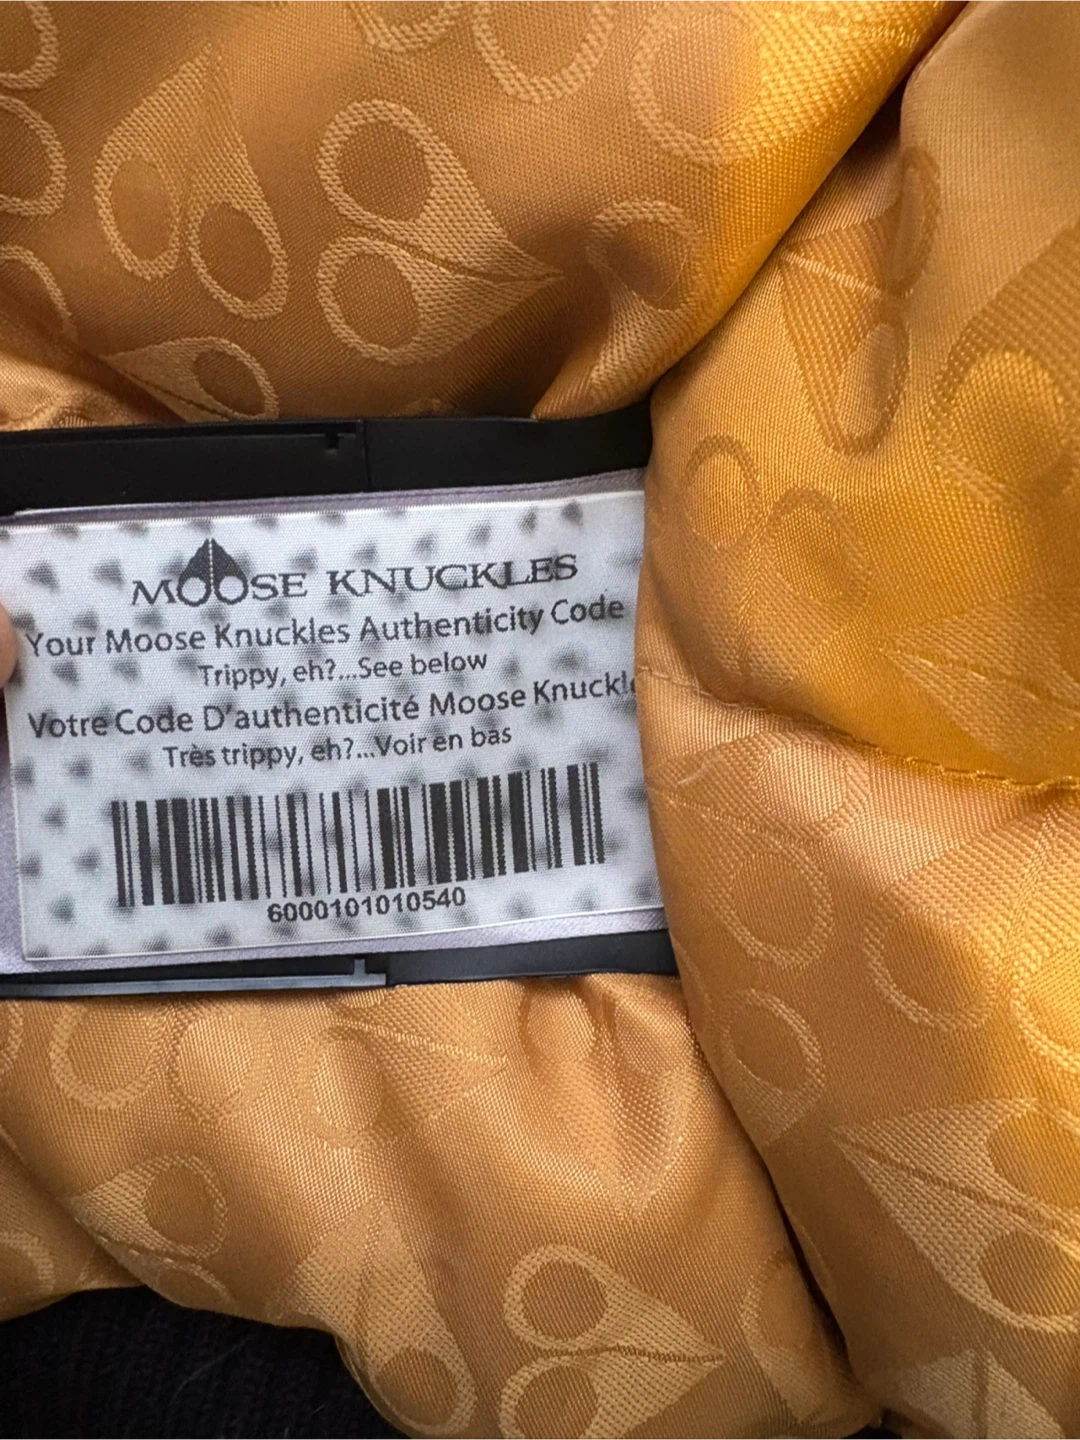 MOOSE KNUCKLES
Your Moose Knuckles Authenticity Code
Trippy, eh?...See below
Votre Code D'authenticité Moose Knuckl
Très trippy, eh?...Voir en bas
6000101010540